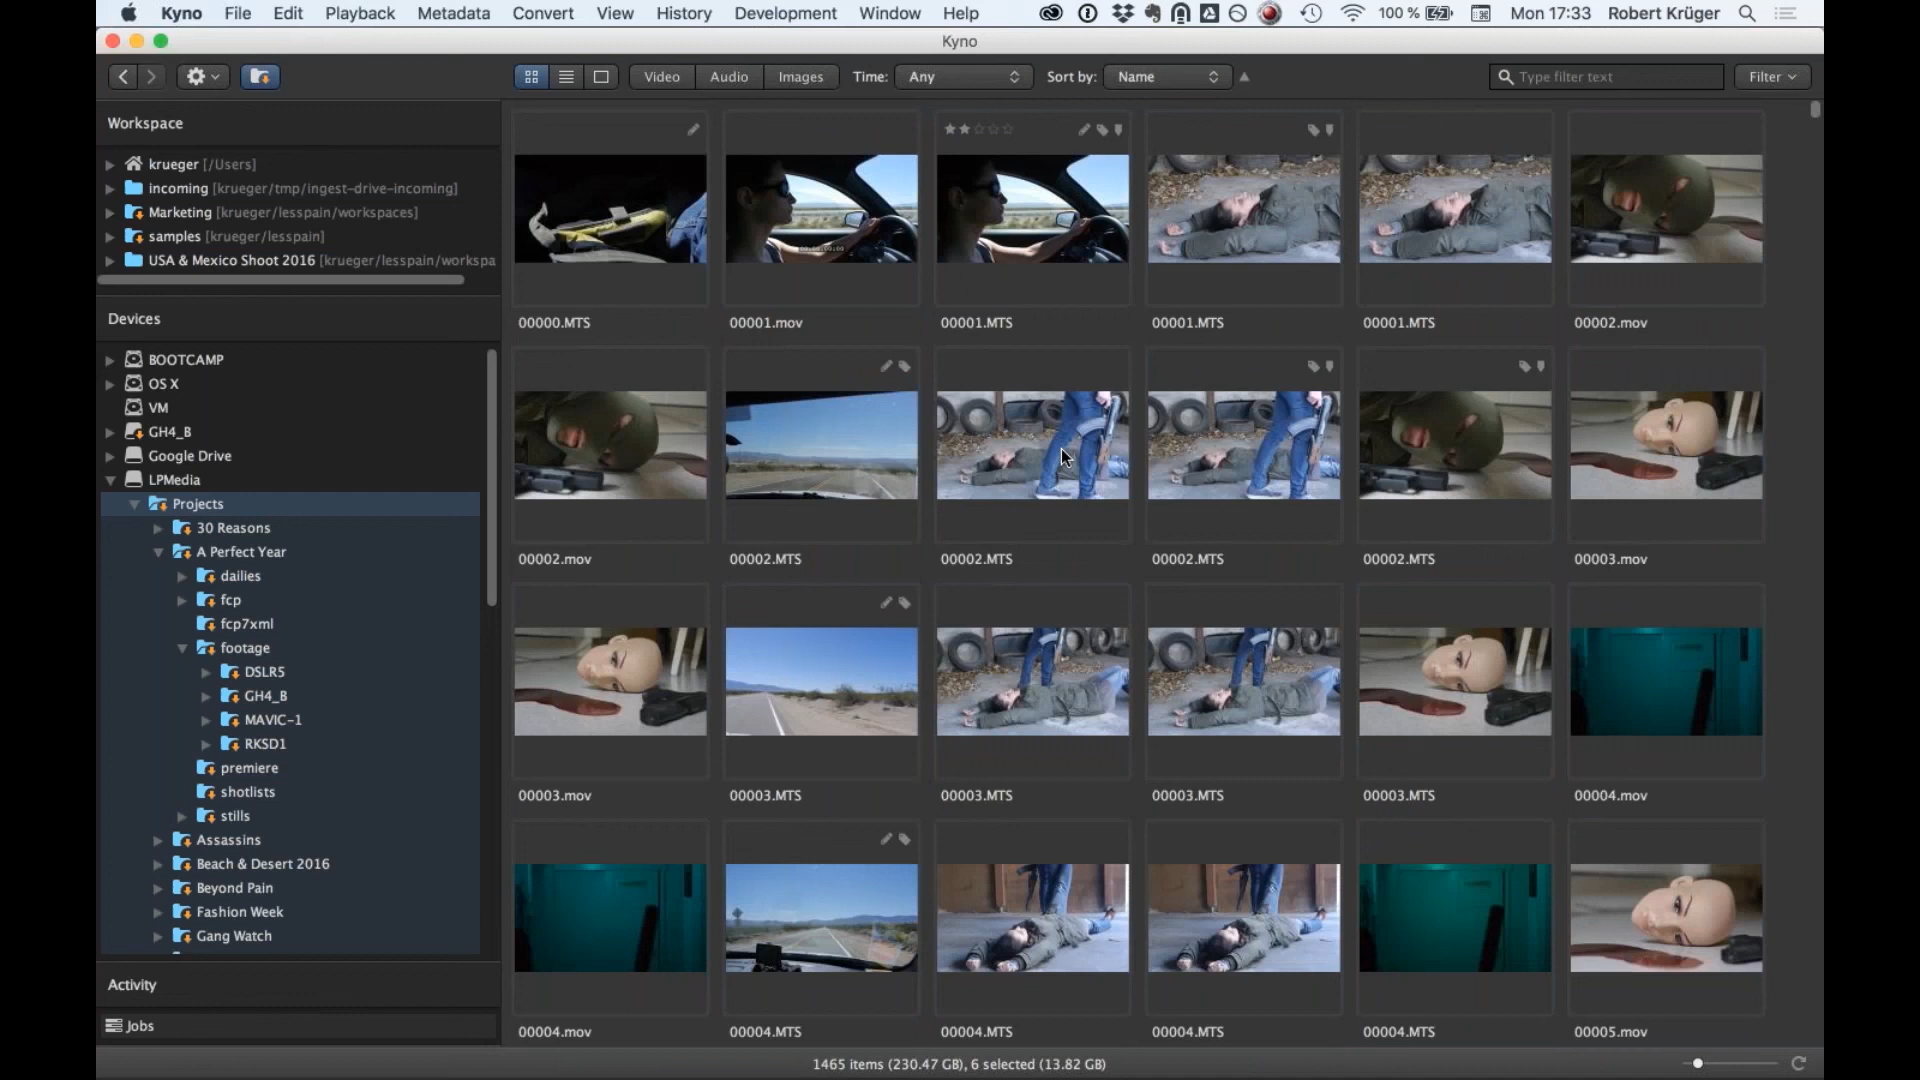 Kyno File Edit Playback Metadata Convert View History Development Window Help 100 % Mon 17:33 Robert Krüger
Kyno
Video Audio Images Time: Any Sort by: Name Type filter text Filter
Workspace
krueger [/Users]
incoming [krueger/tmp/ingest-drive-incoming]
Marketing [krueger/lesspain/workspaces]
samples [krueger/lesspain]
USA & Mexico Shoot 2016 [krueger/lesspain/workspa
Devices
BOOTCAMP
OS X
VM
GH4_B
Google Drive
LPMedia
Projects
30 Reasons
A Perfect Year
dailies
fcp
fcp7xml
footage
DSLR5
GH4_B
MAVIC-1
RKSD1
premiere
shotlists
stills
Assassins
Beach & Desert 2016
Beyond Pain
Fashion Week
Gang Watch
Activity
Jobs
00000.MTS 00001.mov 00001.MTS 00001.MTS 00001.MTS 00002.mov
00002.mov 00002.MTS 00002.MTS 00002.MTS 00002.MTS 00003.mov
00003.mov 00003.MTS 00003.MTS 00003.MTS 00003.MTS 00004.mov
00004.mov 00004.MTS 00004.MTS 00004.MTS 00004.MTS 00005.mov
1465 items (230.47 GB), 6 selected (13.82 GB)